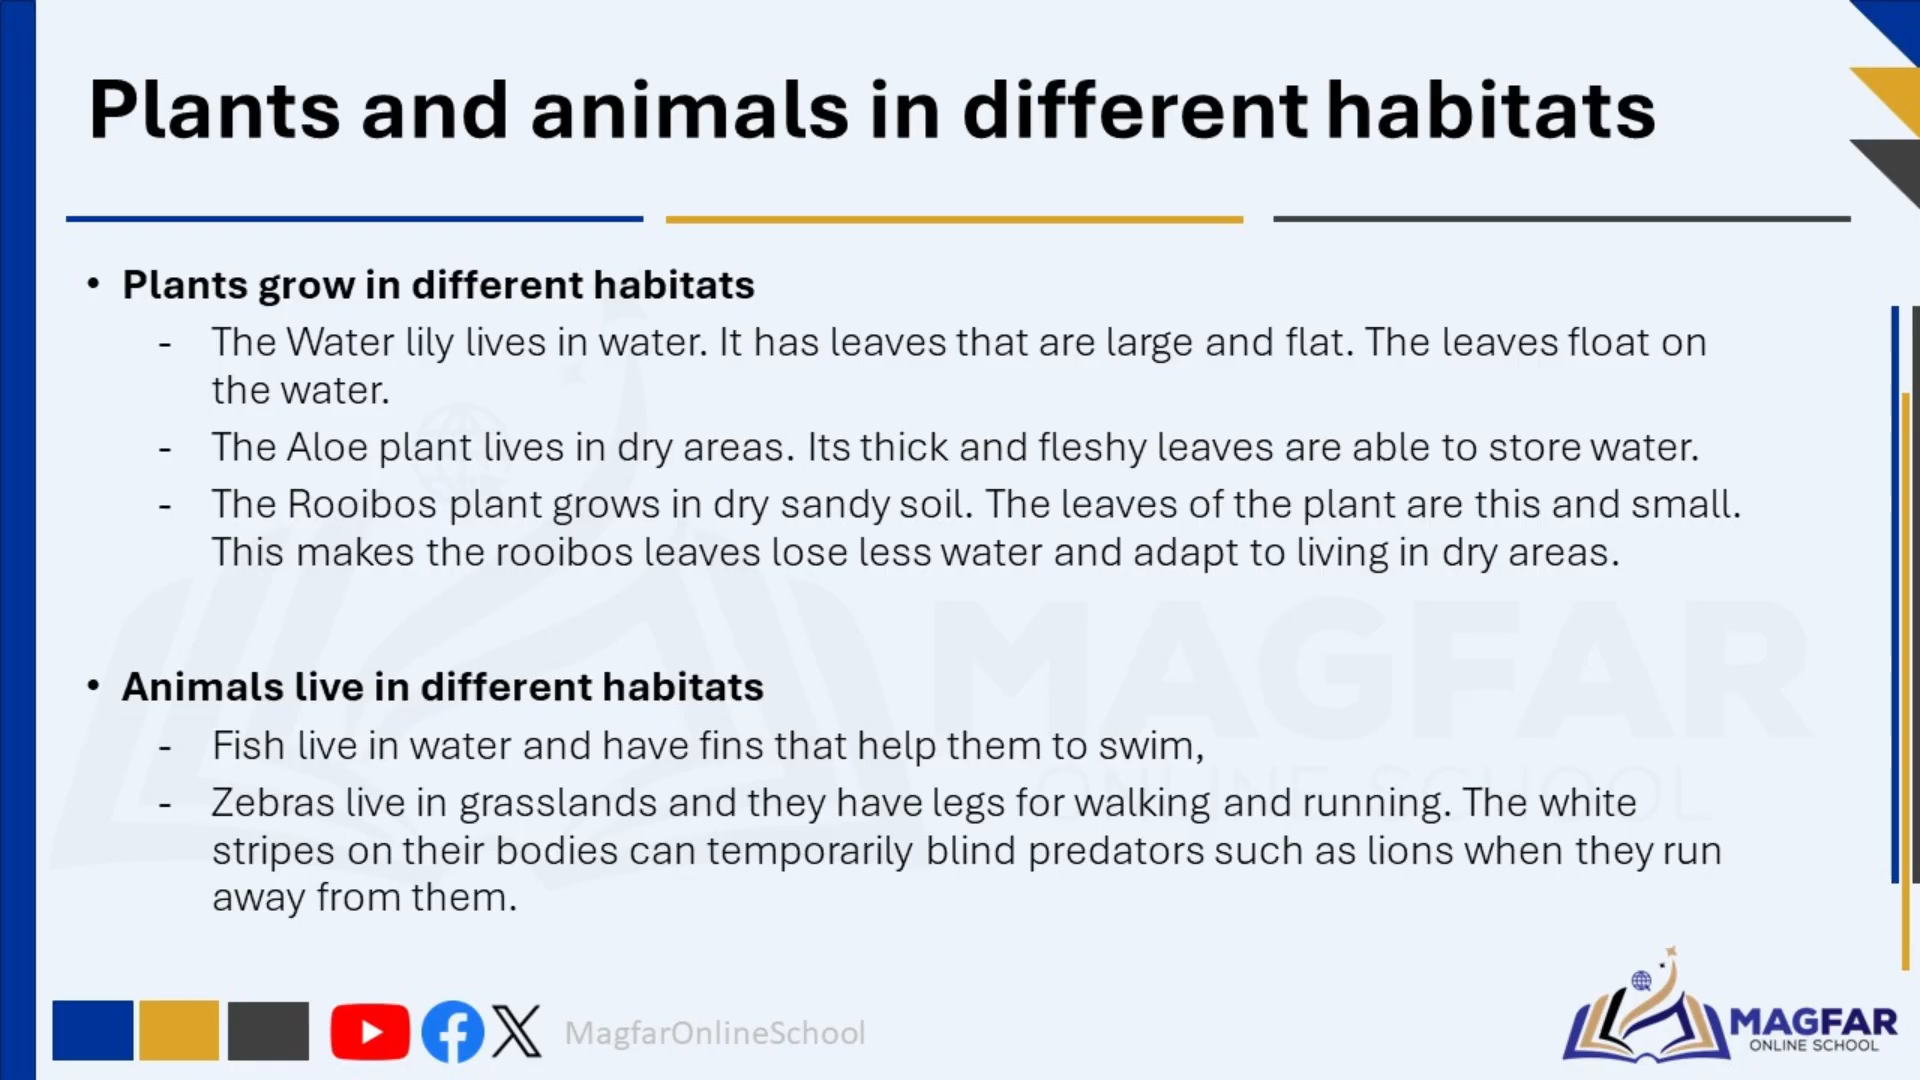 Plants and animals in different habitats
• Plants grow in different habitats
- The Water lily lives in water. It has leaves that are large and flat. The leaves float on
the water.
- The Aloe plant lives in dry areas. Its thick and fleshy leaves are able to store water.
- The Rooibos plant grows in dry sandy soil. The leaves of the plant are this and small.
This makes the rooibos leaves lose less water and adapt to living in dry areas.
• Animals live in different habitats
- Fish live in water and have fins that help them to swim,
- Zebras live in grasslands and they have legs for walking and running. The white
stripes on their bodies can temporarily blind predators such as lions when they run
away from them.
MAGFAR
ONLINE SCHOOL
MagfarOnlineSchool
MAGFAR
ONLINE SCHOOL